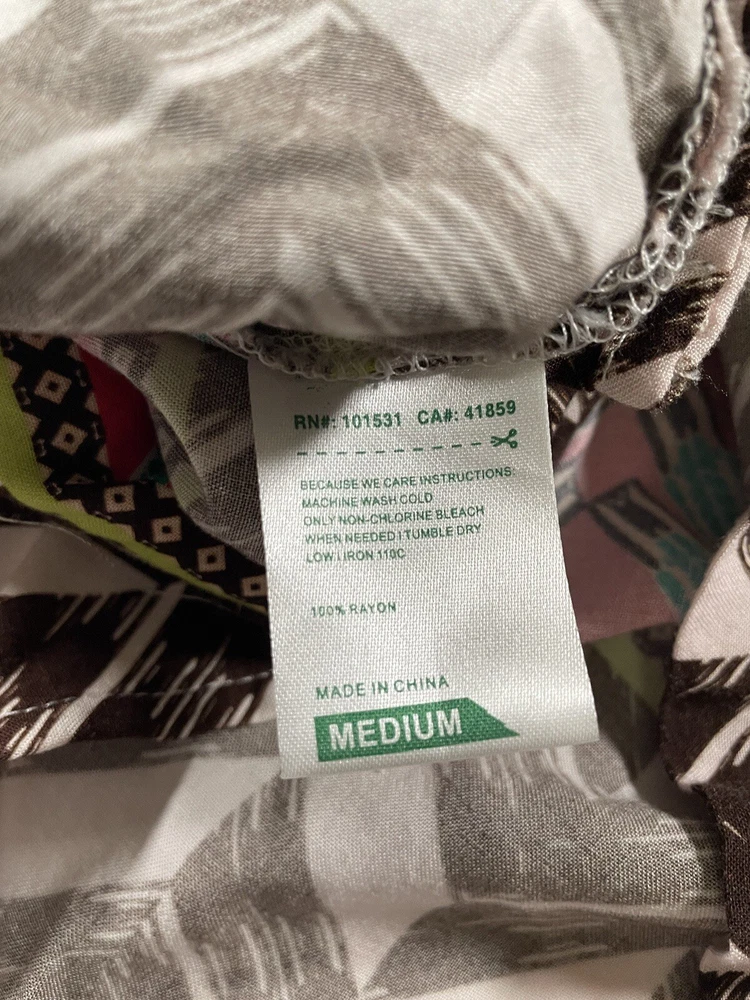 RN#: 101531 CA#: 41859
BECAUSE WE CARE INSTRUCTIONS:
MACHINE WASH COLD
ONLY NON-CHLORINE BLEACH
WHEN NEEDED | TUMBLE DRY
LOW | IRON 110C
100% RAYON
MADE IN CHINA
MEDIUM